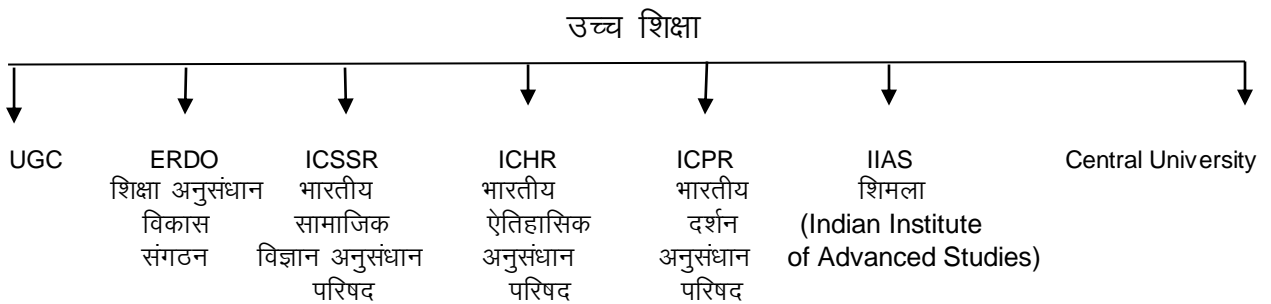 उच्च शिक्षा
UGC ERDO ICSSR ICHR ICPR IIAS Central University
शिक्षा अनुसंधान भारतीय भारतीय भारतीय शिमला
विकास सामाजिक ऐतिहासिक दर्शन (Indian Institute
संगठन विज्ञान अनुसंधान अनुसंधान अनुसंधान of Advanced Studies)
परिषद परिषद परिषद